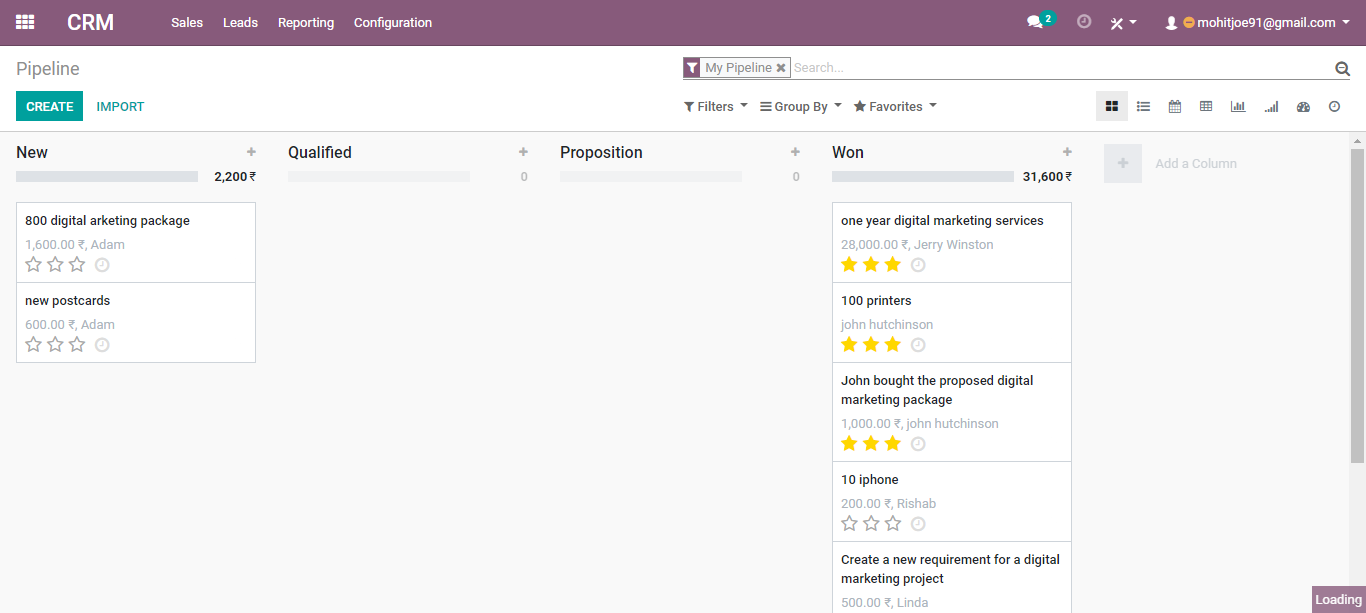 CRM
Sales Leads Reporting Configuration
2
mohitjoe91@gmail.com
Pipeline
My Pipeline
Search...
CREATE IMPORT
Filters Group By Favorites
New
2,200 ₹
800 digital arketing package
1,600.00 ₹, Adam
new postcards
600.00 ₹, Adam
Qualified
0
Proposition
0
Won
31,600 ₹
one year digital marketing services
28,000.00 ₹, Jerry Winston
100 printers
john hutchinson
John bought the proposed digital
marketing package
1,000.00 ₹, john hutchinson
10 iphone
200.00 ₹, Rishab
Create a new requirement for a digital
marketing project
500.00 ₹, Linda
Add a Column
Loading